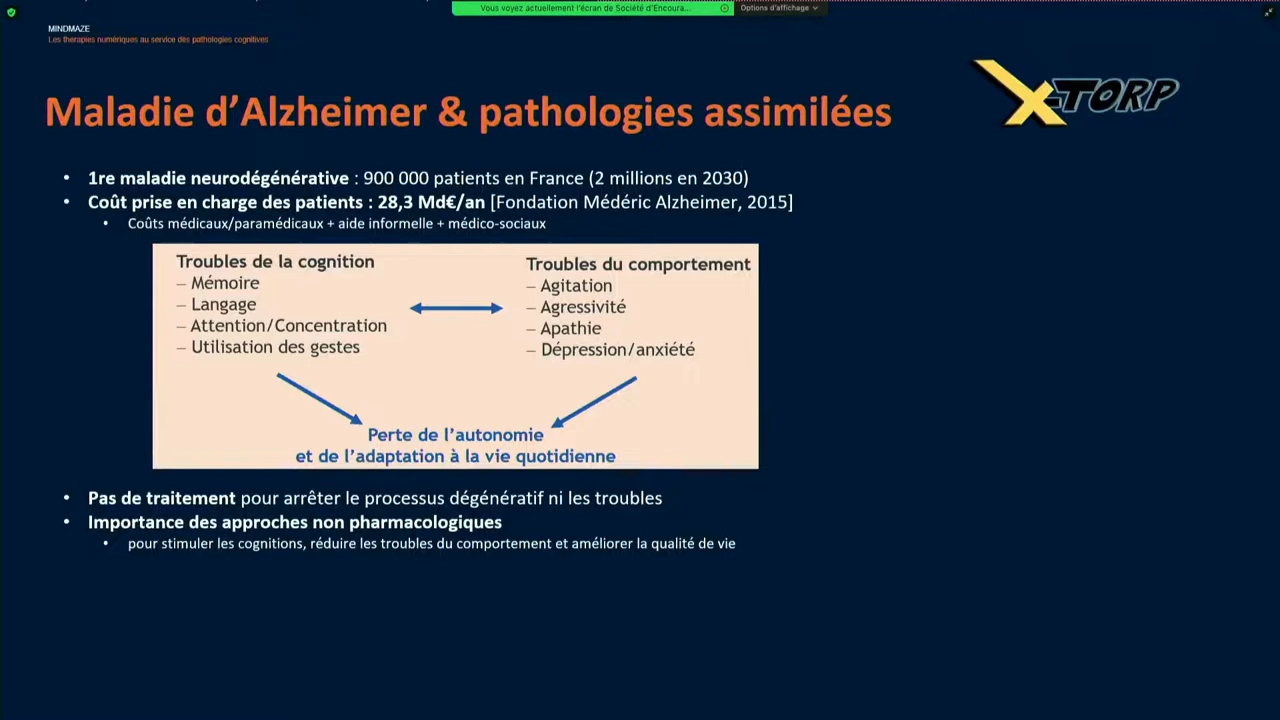 Vous voyez actuellement l'écran de Société d'Encoura...
Options d'affichage
MINDMAZE
Les therapies numériques au service des pathologies cognitives
X-TORP
Maladie d'Alzheimer & pathologies assimilées
• 1re maladie neurodégénérative : 900 000 patients en France (2 millions en 2030)
• Coût prise en charge des patients : 28,3 Md€/an [Fondation Médéric Alzheimer, 2015]
• Coûts médicaux/paramédicaux + aide informelle + médico-sociaux
Troubles de la cognition
– Mémoire
– Langage
– Attention/Concentration
– Utilisation des gestes
Troubles du comportement
– Agitation
– Agressivité
– Apathie
– Dépression/anxiété
Perte de l'autonomie
et de l'adaptation à la vie quotidienne
• Pas de traitement pour arrêter le processus dégénératif ni les troubles
• Importance des approches non pharmacologiques
• pour stimuler les cognitions, réduire les troubles du comportement et améliorer la qualité de vie